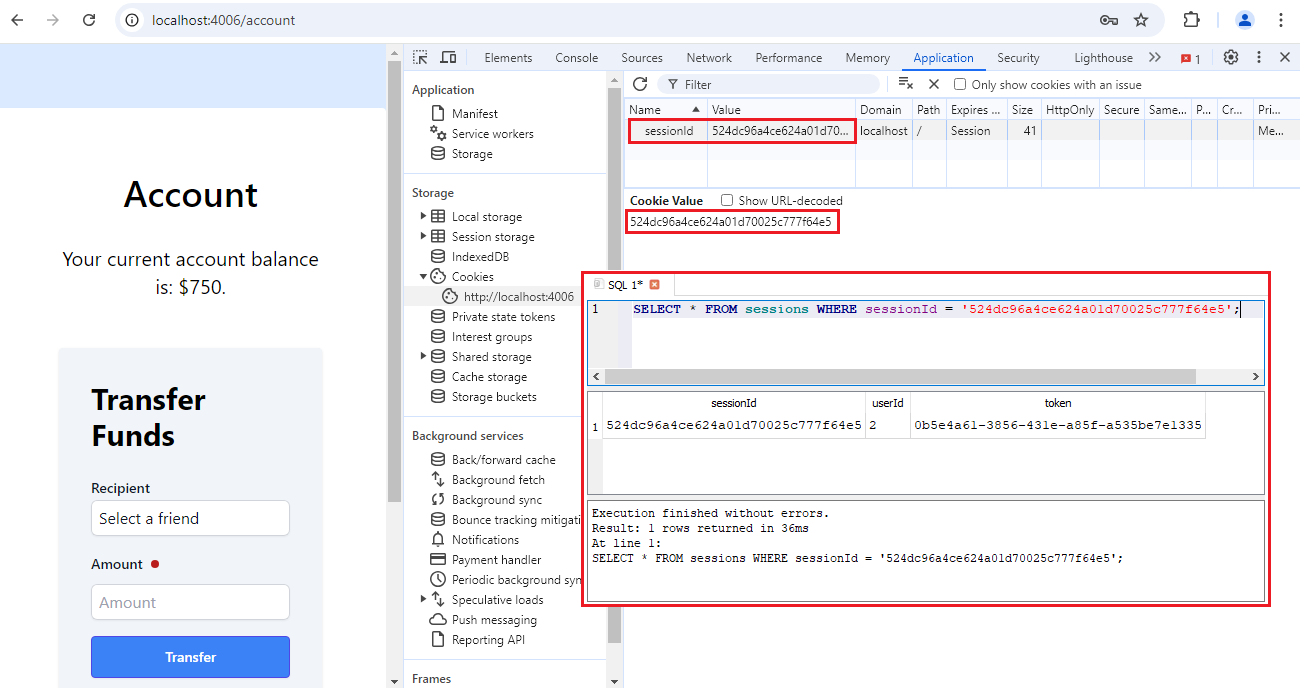 localhost:4006/account
Account
Your current account balance
is: $750.
Transfer
Funds
Recipient
Select a friend
Amount
Amount
Transfer
Elements Console Sources Network Performance Memory Application Security Lighthouse 1
Application
Manifest
Service workers
Storage
Storage
Local storage
Session storage
IndexedDB
Cookies
http://localhost:4006
Private state tokens
Interest groups
Shared storage
Cache storage
Storage buckets
Background services
Back/forward cache
Background fetch
Background sync
Bounce tracking mitigati
Notifications
Payment handler
Periodic background syn
Speculative loads
Push messaging
Reporting API
Frames
Filter Only show cookies with an issue
Name Value Domain Path Expires ... Size HttpOnly Secure Same... P... Cr... Pri...
sessionId 524dc96a4ce624a01d70... localhost / Session 41 Me...
Cookie Value Show URL-decoded
524dc96a4ce624a01d70025c777f64e5
SQL 1*
1 SELECT * FROM sessions WHERE sessionId = '524dc96a4ce624a01d70025c777f64e5';
sessionId userId token
1 524dc96a4ce624a01d70025c777f64e5 2 0b5e4a61-3856-431e-a85f-a535be7e1335
Execution finished without errors.
Result: 1 rows returned in 36ms
At line 1:
SELECT * FROM sessions WHERE sessionId = '524dc96a4ce624a01d70025c777f64e5';